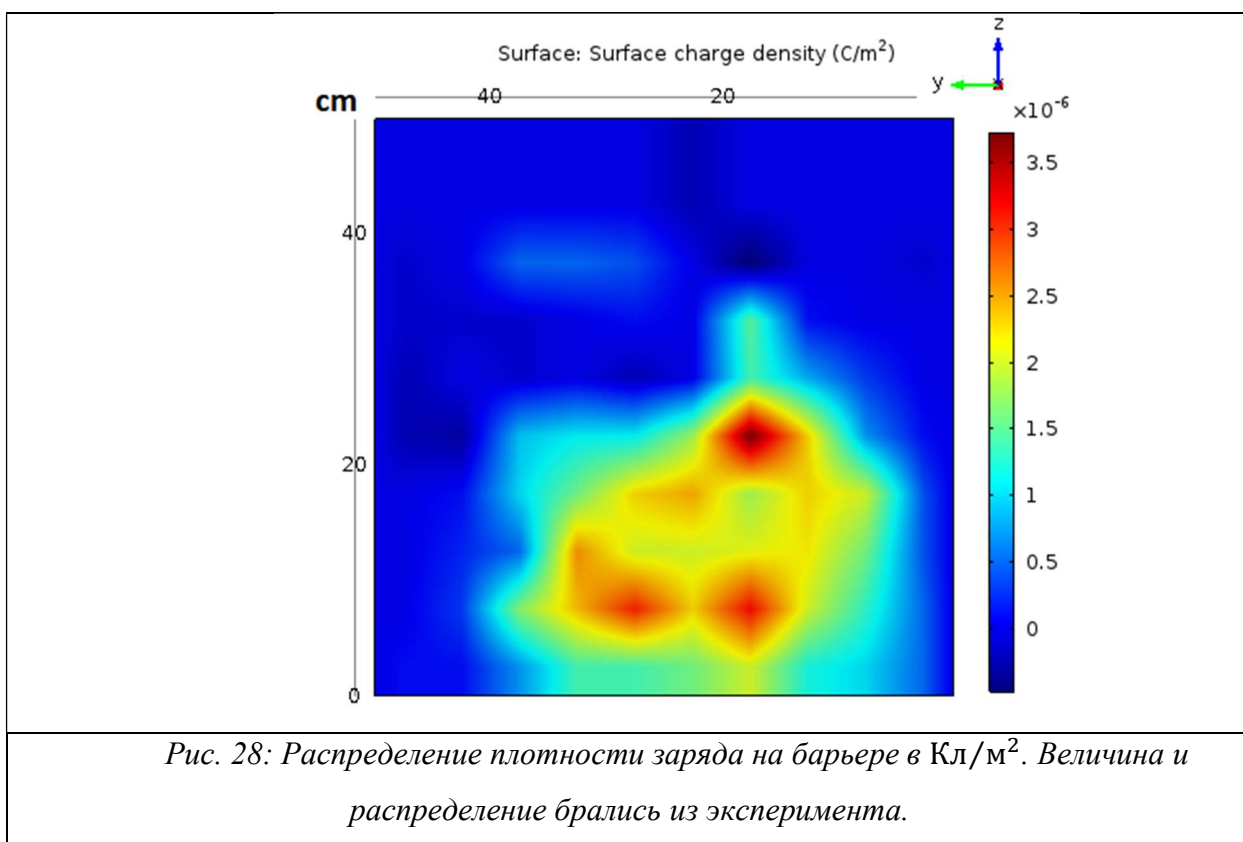 z
Surface: Surface charge density (C/m²)
y
cm 40 20
×10⁻⁶
3.5
3
2.5
2
1.5
1
0.5
0
40
20
0
Рис. 28: Распределение плотности заряда на барьере в Кл/м². Величина и
распределение брались из эксперимента.